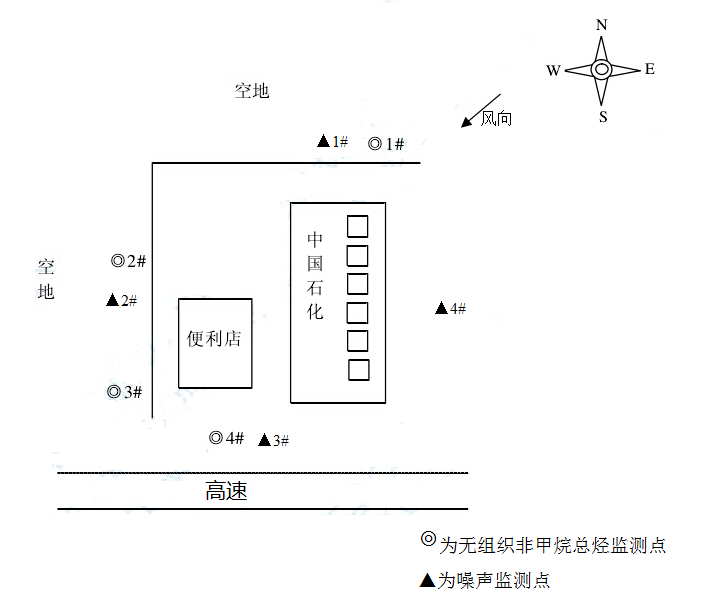 N
W E
S
空地
风向
▲1# ◎1#
中国石化
◎2#
空地
▲2#
▲4#
便利店
◎3#
◎4# ▲3#
高速
◎为无组织非甲烷总烃监测点
▲为噪声监测点